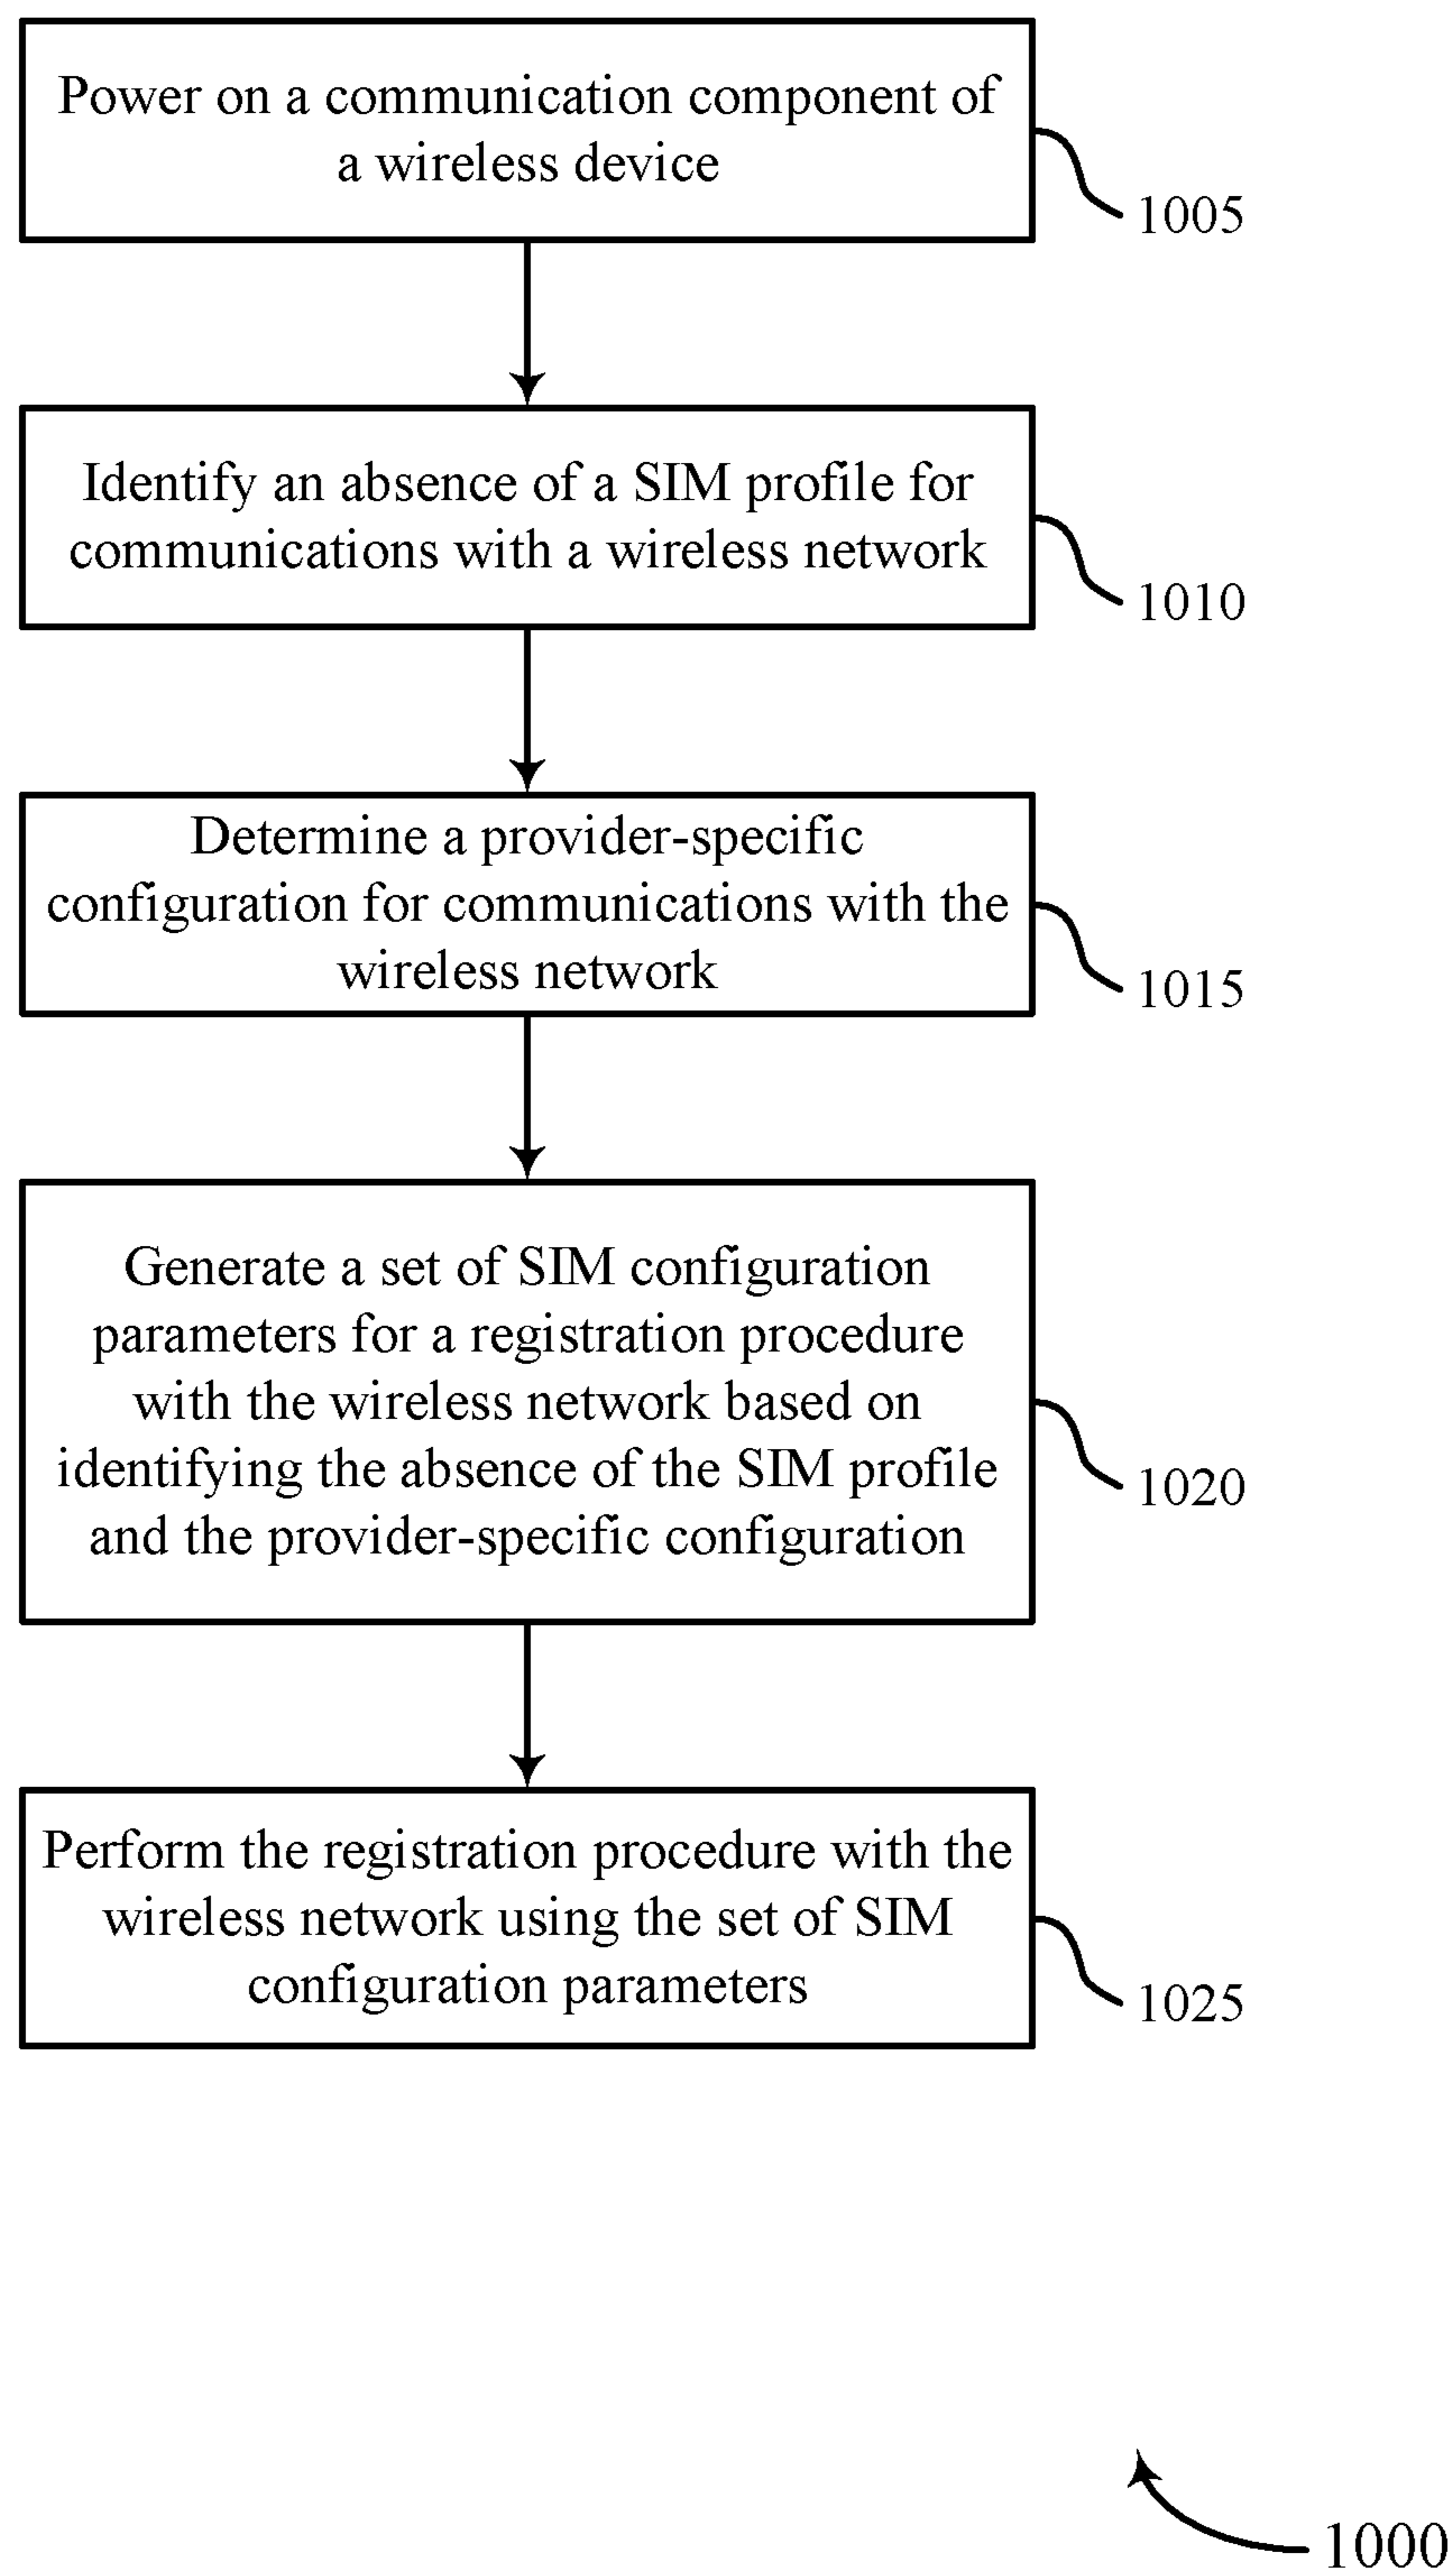 Power on a communication component of
a wireless device
1005
Identify an absence of a SIM profile for
communications with a wireless network
1010
Determine a provider-specific
configuration for communications with the
wireless network
1015
Generate a set of SIM configuration
parameters for a registration procedure
with the wireless network based on
identifying the absence of the SIM profile
and the provider-specific configuration
1020
Perform the registration procedure with the
wireless network using the set of SIM
configuration parameters
1025
1000